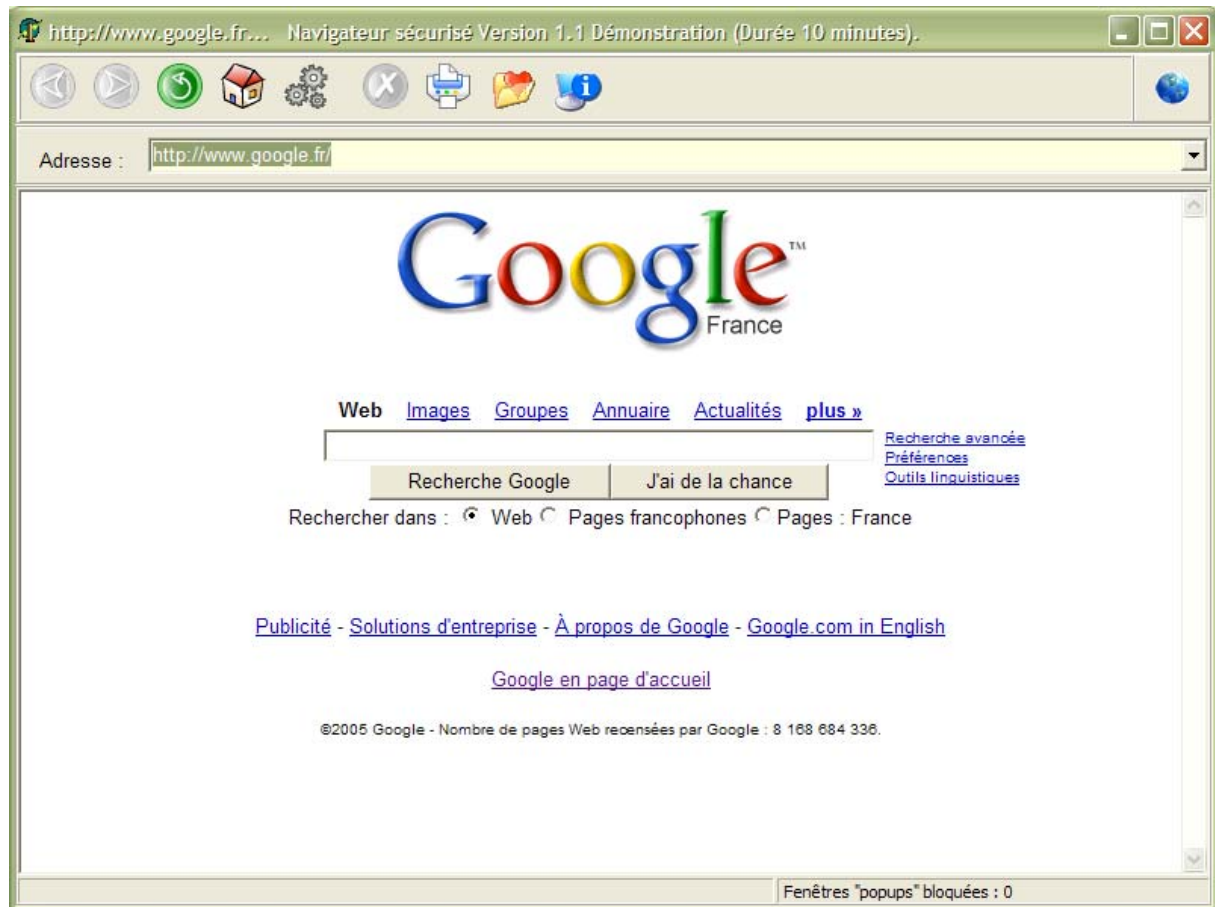 http://www.google.fr... Navigateur sécurisé Version 1.1 Démonstration (Durée 10 minutes).
Adresse : http://www.google.fr/
Google™
France
Web Images Groupes Annuaire Actualités plus »
Recherche avancée
Préférences
Outils linguistiques
Recherche Google J'ai de la chance
Rechercher dans : Web Pages francophones Pages : France
Publicité - Solutions d'entreprise - À propos de Google - Google.com in English
Google en page d'accueil
©2005 Google - Nombre de pages Web recensées par Google : 8 168 684 336.
Fenêtres "popups" bloquées : 0